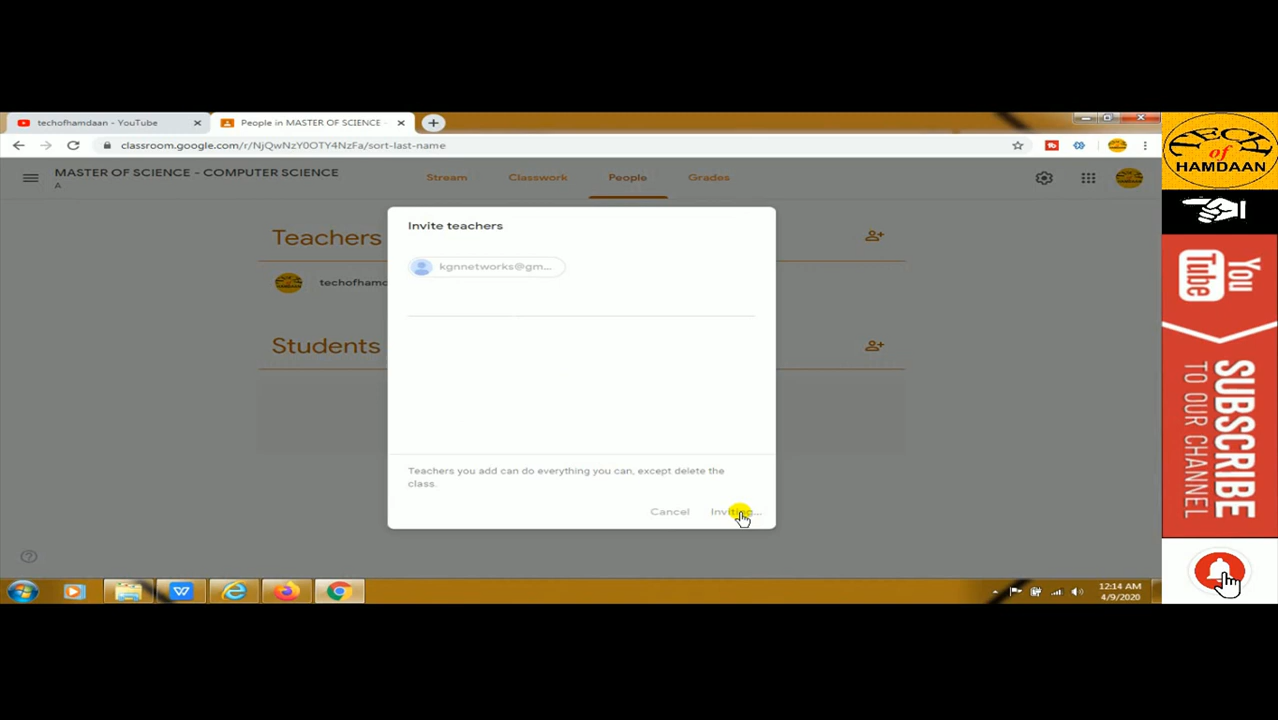 techofhamdaan - YouTube
People in MASTER OF SCIENCE -
classroom.google.com/r/NjQwNzY0OTY4NzFa/sort-last-name
MASTER OF SCIENCE - COMPUTER SCIENCE
A
Stream
Classwork
People
Grades
Teachers
techofhamd
Students
Invite teachers
kgnnetworks@gm...
Teachers you add can do everything you can, except delete the
class.
Cancel
Inviting...
12:14 AM
4/9/2020
TECH
of
HAMDAAN
You
Tube
SUBSCRIBE
TO OUR CHANNEL